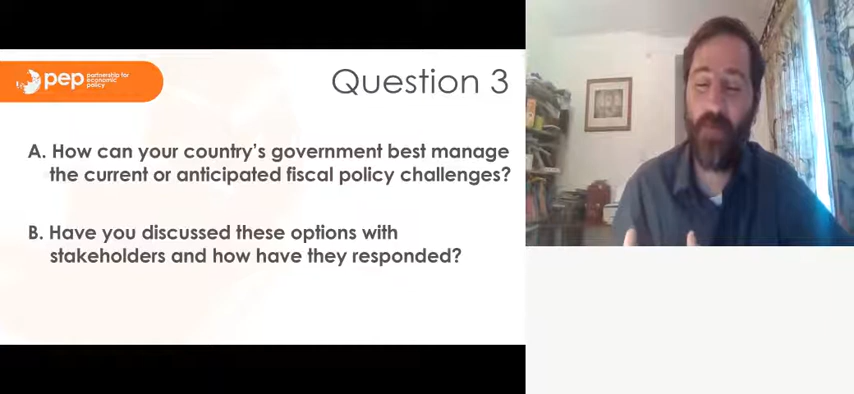 pep partnership for
economic
policy
Question 3
A. How can your country's government best manage
the current or anticipated fiscal policy challenges?
B. Have you discussed these options with
stakeholders and how have they responded?